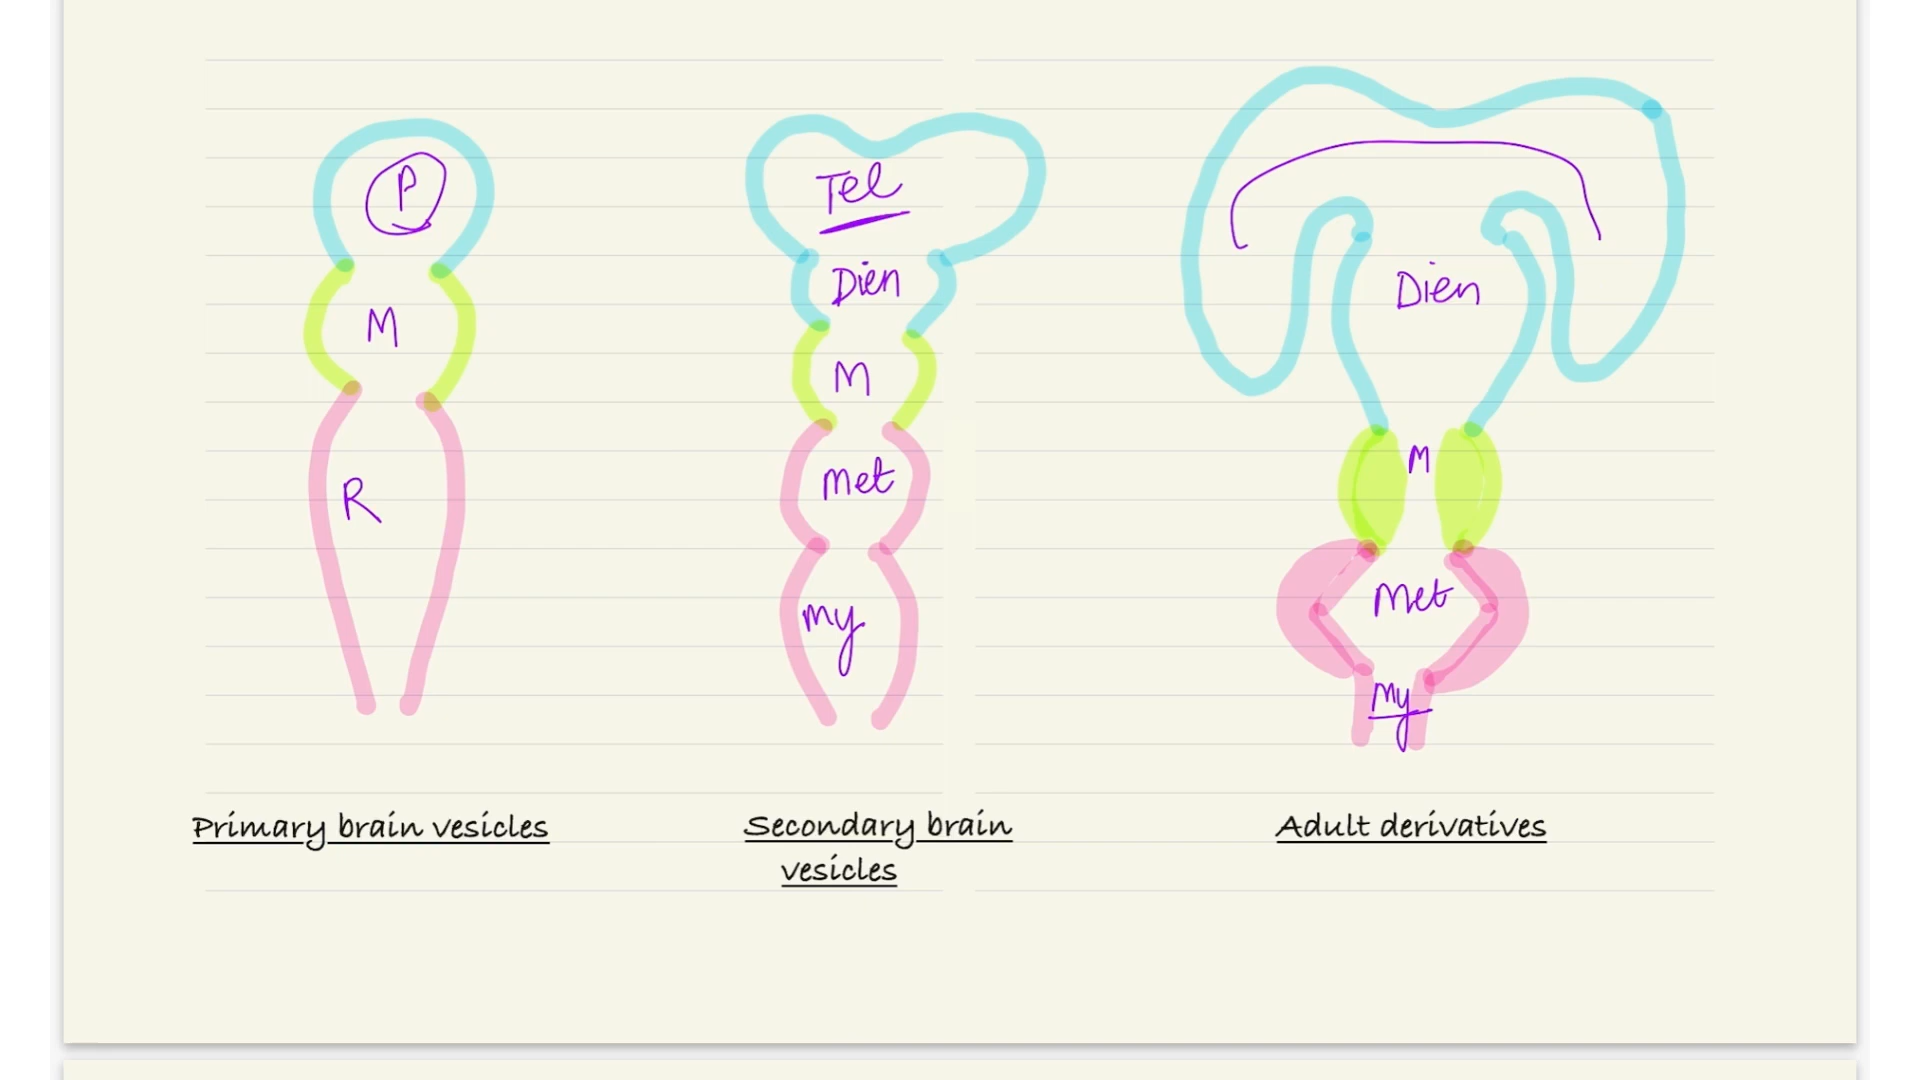 P
M
R
Primary brain vesicles
Tel
Dien
M
Met
My
Secondary brain
vesicles
Dien
M
Met
My
Adult derivatives